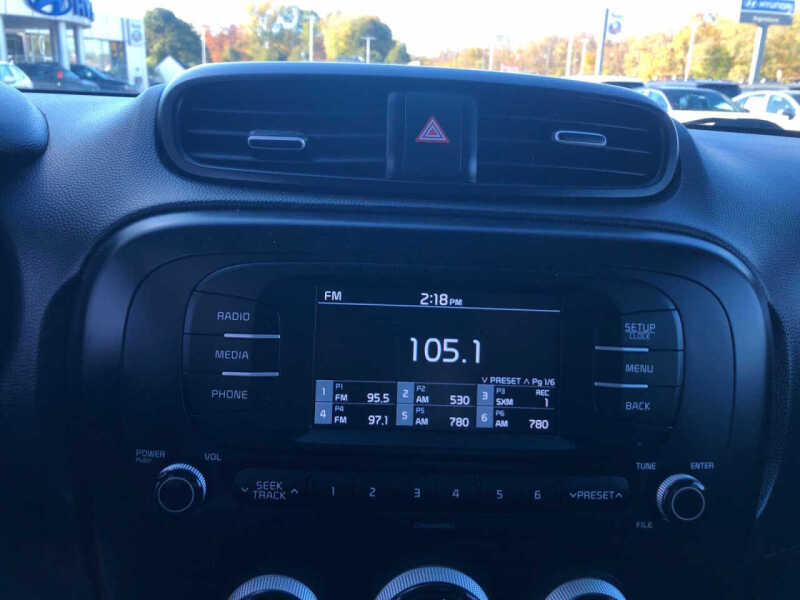 HYUNDAI
FM 2:18 PM
105.1
∨ PRESET ∧ Pg 1/6
1 P1 FM 95.5 2 P2 AM 530 3 P3 SXM REC 1
4 P4 FM 97.1 5 P5 AM 780 6 P6 AM 780
RADIO
MEDIA
PHONE
SETUP
CLOCK
MENU
BACK
POWER
PUSH
VOL
∨ SEEK TRACK ∧
1 2 3 4 5 6
∨ PRESET ∧
TUNE
ENTER
FILE